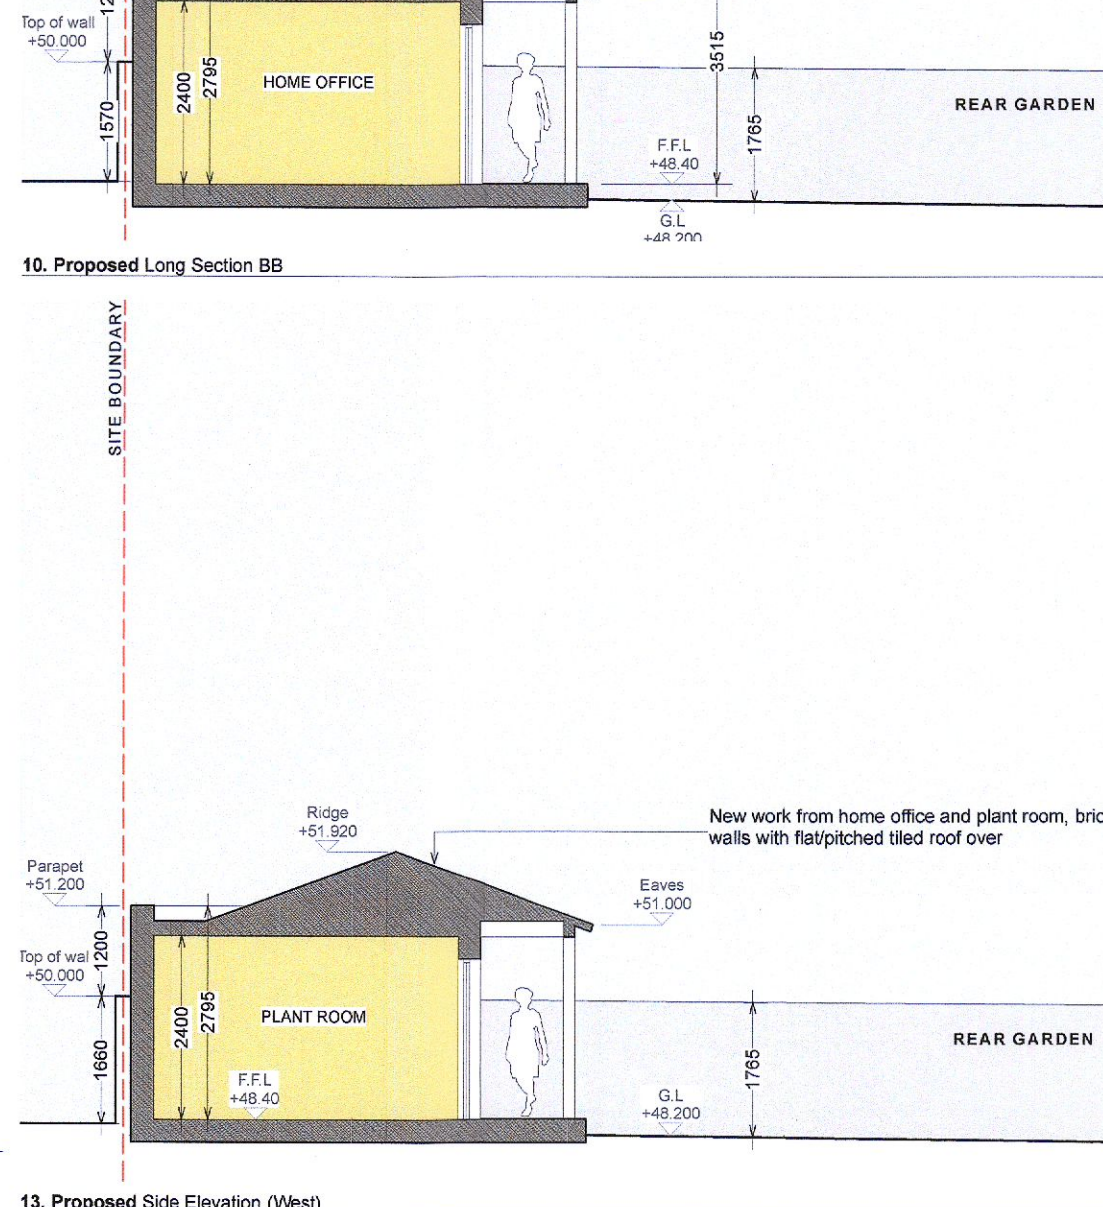 Top of wall
+50.000
1570
2400
2795
HOME OFFICE
3515
1765
REAR GARDEN
F.F.L
+48.40
G.L
+48.200
10. Proposed Long Section BB
SITE BOUNDARY
Ridge
+51.920
New work from home office and plant room,
walls with flat/pitched tiled roof over
Parapet
+51.200
Eaves
+51.000
1200
Top of wal
+50.000
1660
2400
2795
PLANT ROOM
F.F.L
+48.40
1765
REAR GARDEN
G.L
+48.200
13. Proposed Side Elevation (West)